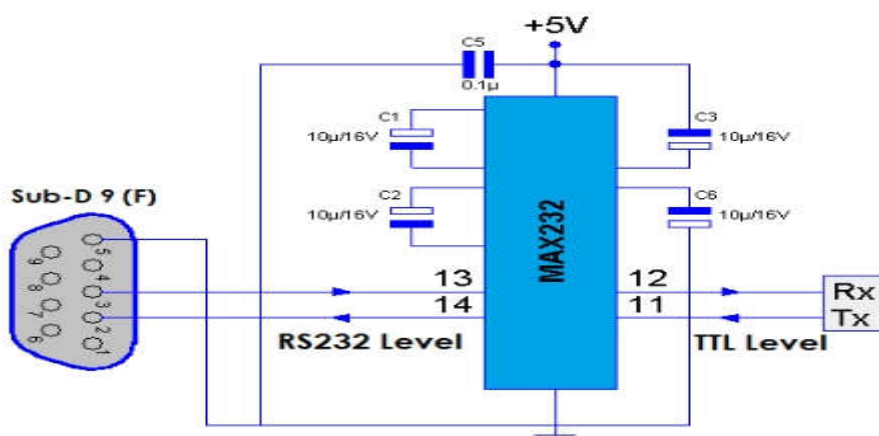 +5V
C5
0.1µ
C1
10µ/16V
C3
10µ/16V
C2
10µ/16V
C6
10µ/16V
MAX232
Sub-D 9 (F)
5
9
4
8
3
7
2
6
1
13
14
12
11
RS232 Level
TTL Level
Rx
Tx